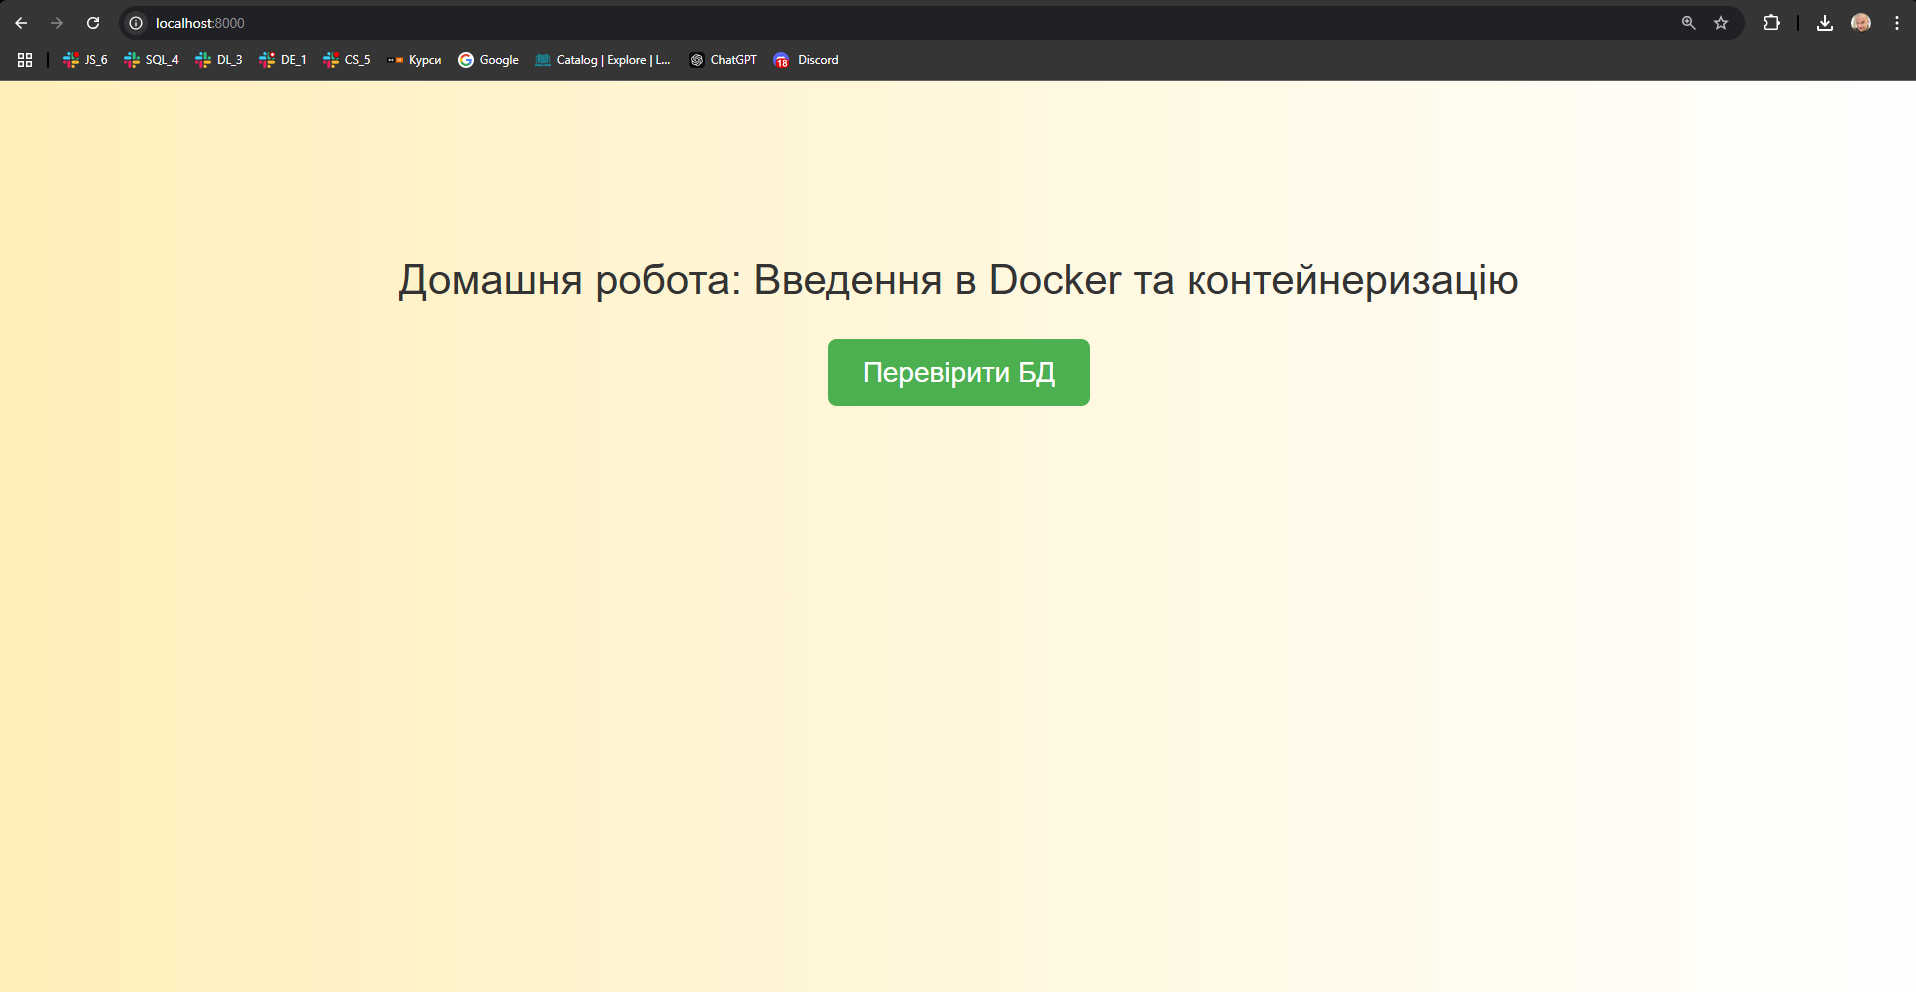 localhost:8000
JS_6 SQL_4 DL_3 DE_1 CS_5 Курси Google Catalog | Explore | L... ChatGPT 18 Discord
Домашня робота: Введення в Docker та контейнеризацію
Перевірити БД